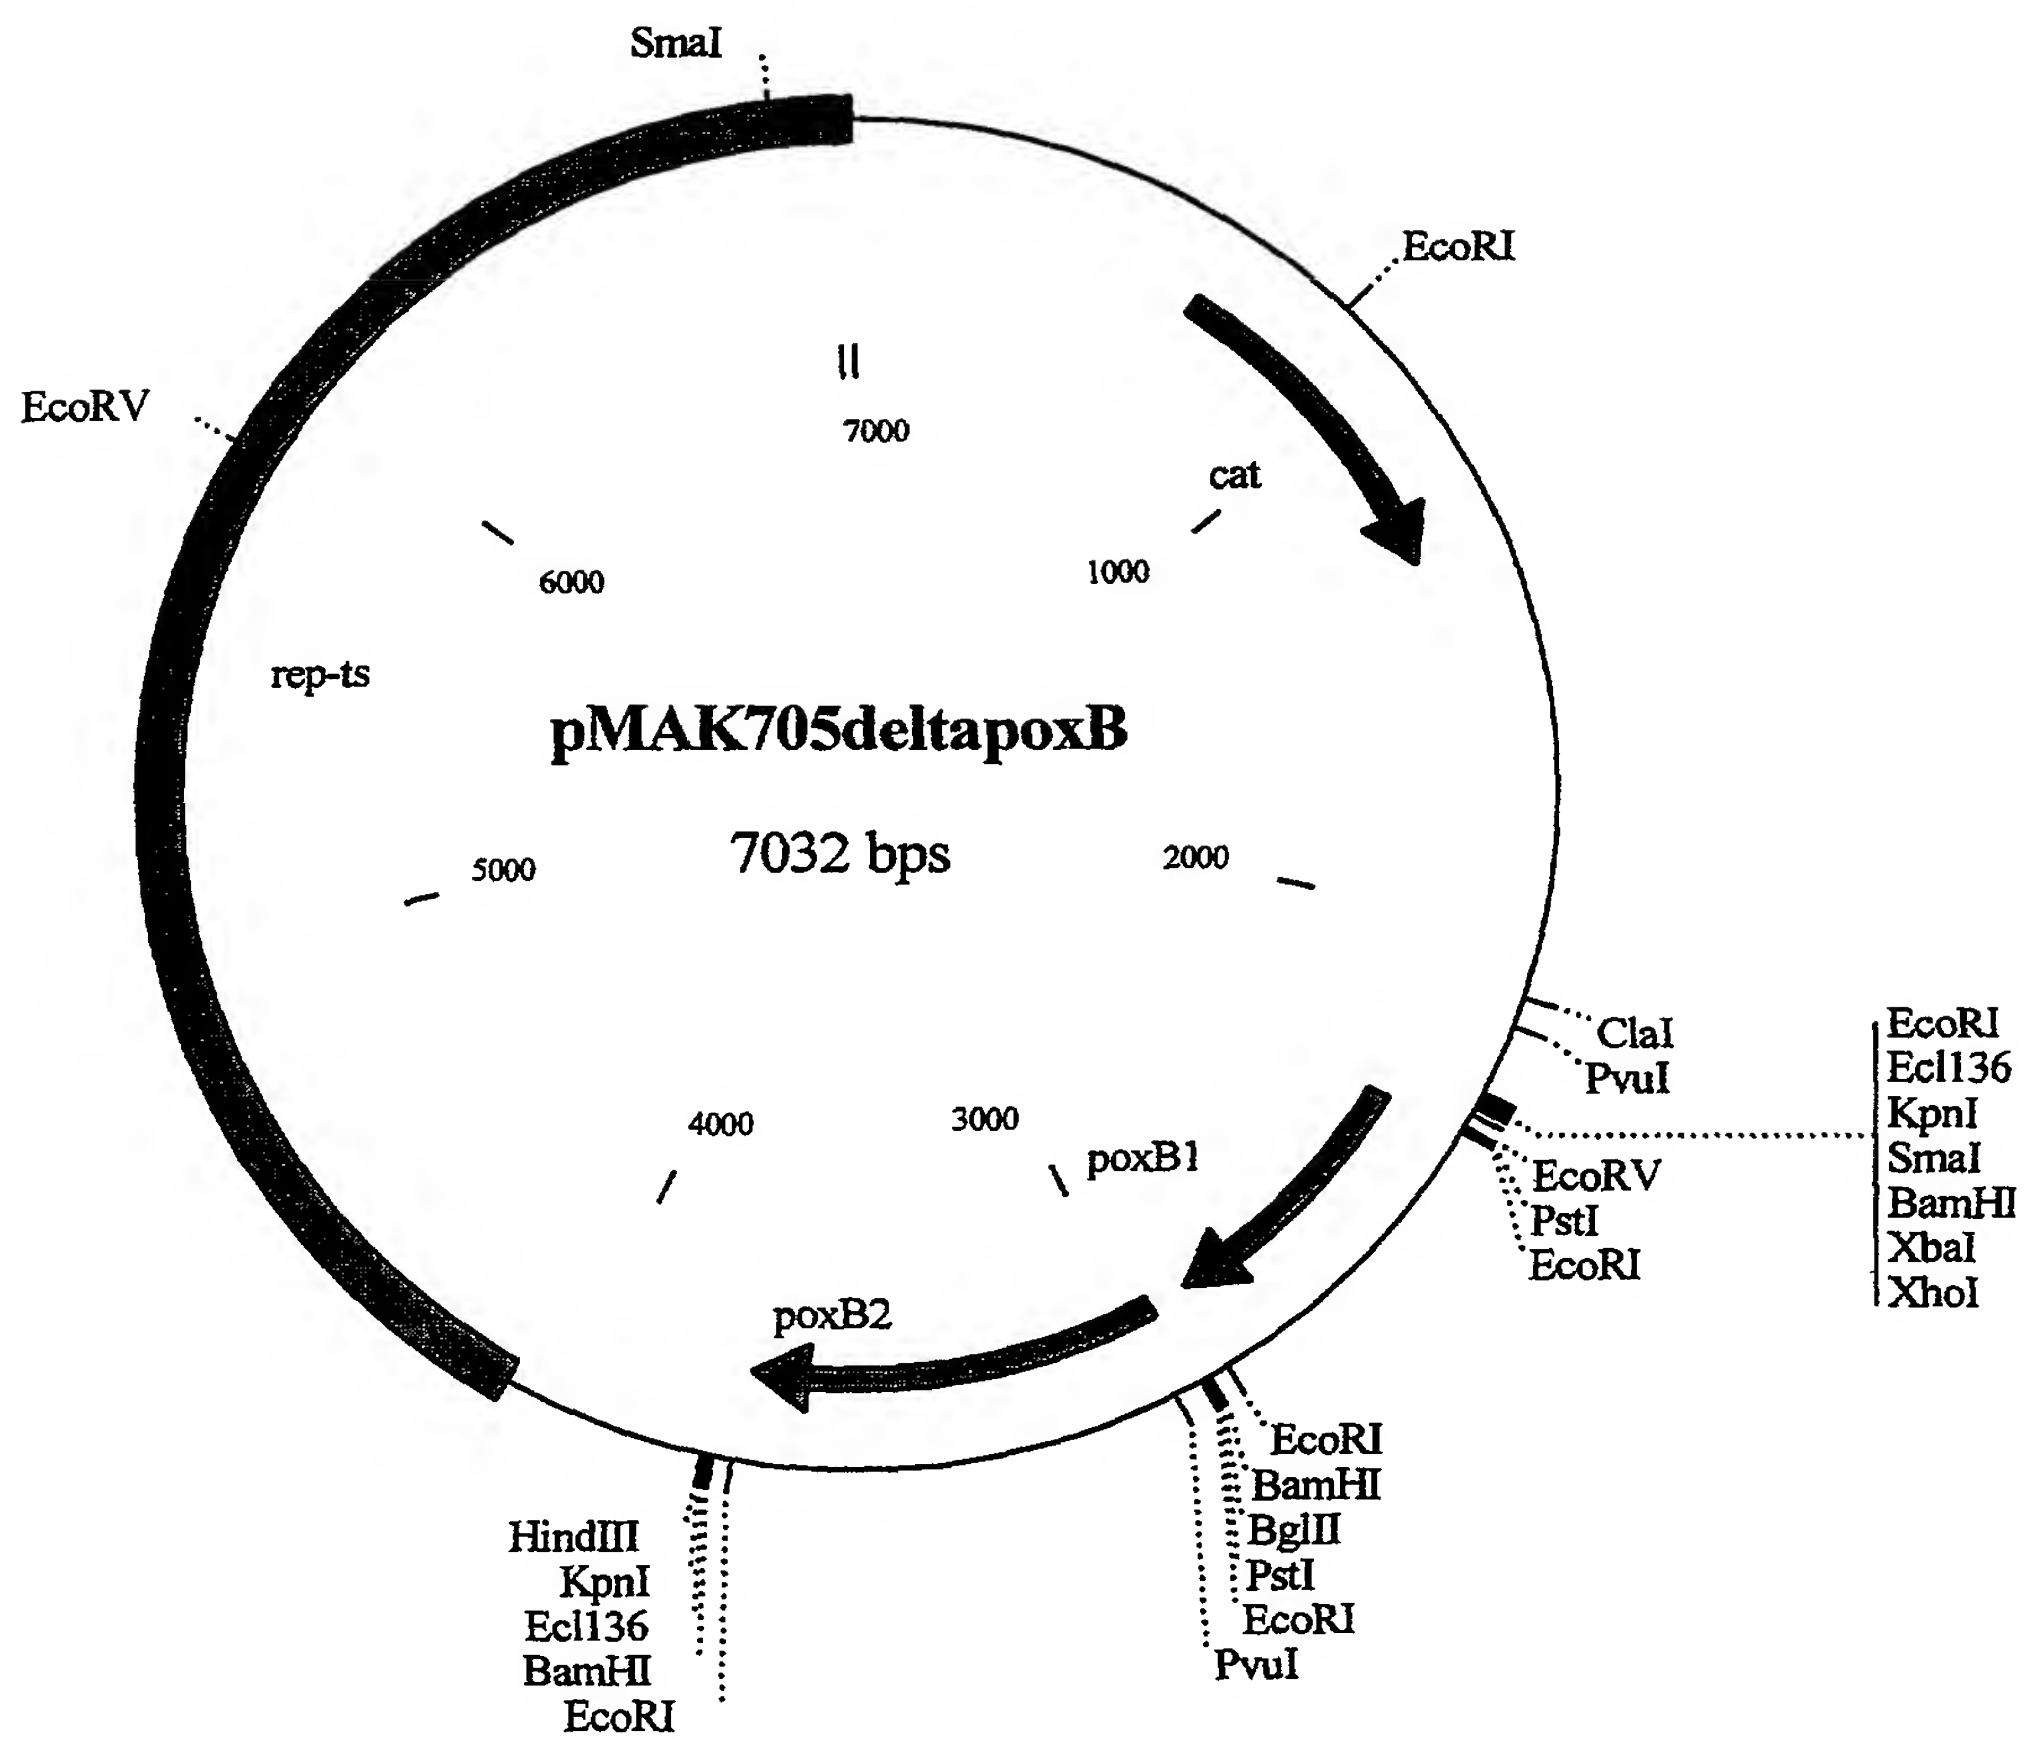 SmaI
EcoRI
EcoRV
7000
cat
6000
1000
rep-ts
pMAK705deltapoxB
7032 bps
5000
2000
ClaI
PvuI
EcoRI
Ecl136
KpnI
SmaI
BamHI
XbaI
XhoI
EcoRV
PstI
EcoRI
4000
3000
poxB1
poxB2
EcoRI
BamHI
BglII
PstI
EcoRI
PvuI
HindIII
KpnI
Ecl136
BamHI
EcoRI